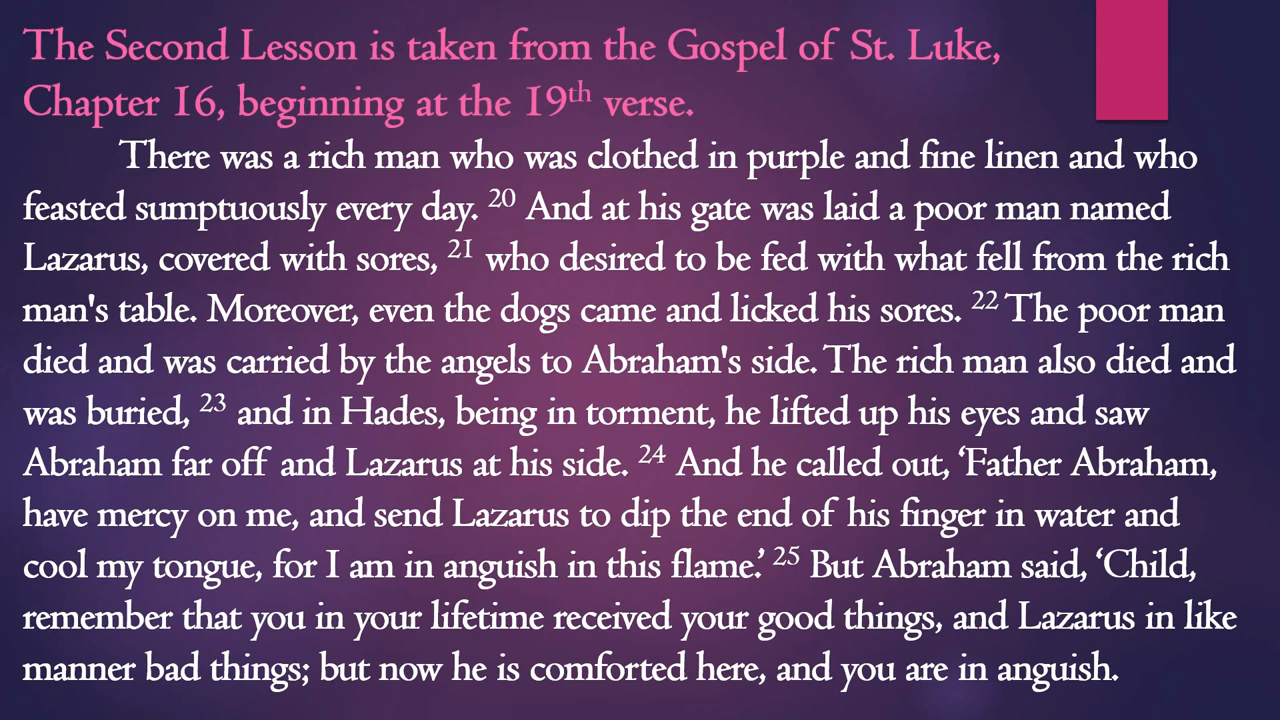 The Second Lesson is taken from the Gospel of St. Luke,
Chapter 16, beginning at the 19th verse.
There was a rich man who was clothed in purple and fine linen and who
feasted sumptuously every day. 20 And at his gate was laid a poor man named
Lazarus, covered with sores, 21 who desired to be fed with what fell from the rich
man's table. Moreover, even the dogs came and licked his sores. 22 The poor man
died and was carried by the angels to Abraham's side. The rich man also died and
was buried, 23 and in Hades, being in torment, he lifted up his eyes and saw
Abraham far off and Lazarus at his side. 24 And he called out, ‘Father Abraham,
have mercy on me, and send Lazarus to dip the end of his finger in water and
cool my tongue, for I am in anguish in this flame.’ 25 But Abraham said, ‘Child,
remember that you in your lifetime received your good things, and Lazarus in like
manner bad things; but now he is comforted here, and you are in anguish.